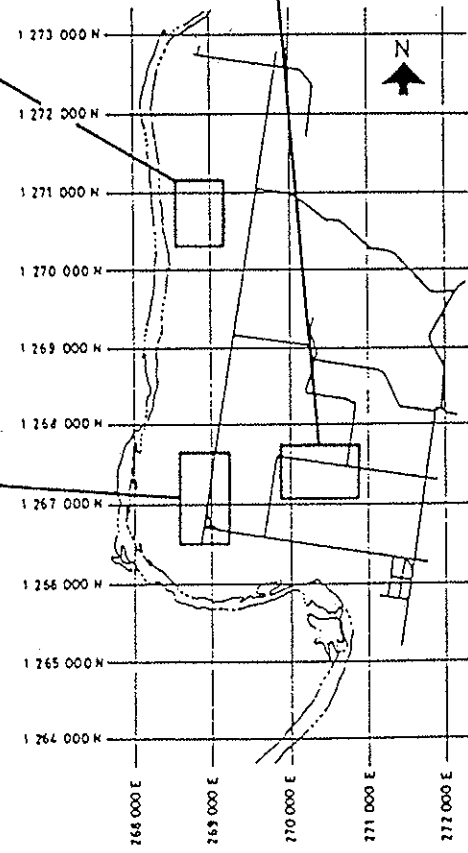 1 273 000 N
N
1 272 000 N
1 271 000 N
1 270 000 N
1 269 000 N
1 268 000 N
1 267 000 N
1 266 000 N
1 265 000 N
1 264 000 N
268 000 E
269 000 E
270 000 E
271 000 E
272 000 E